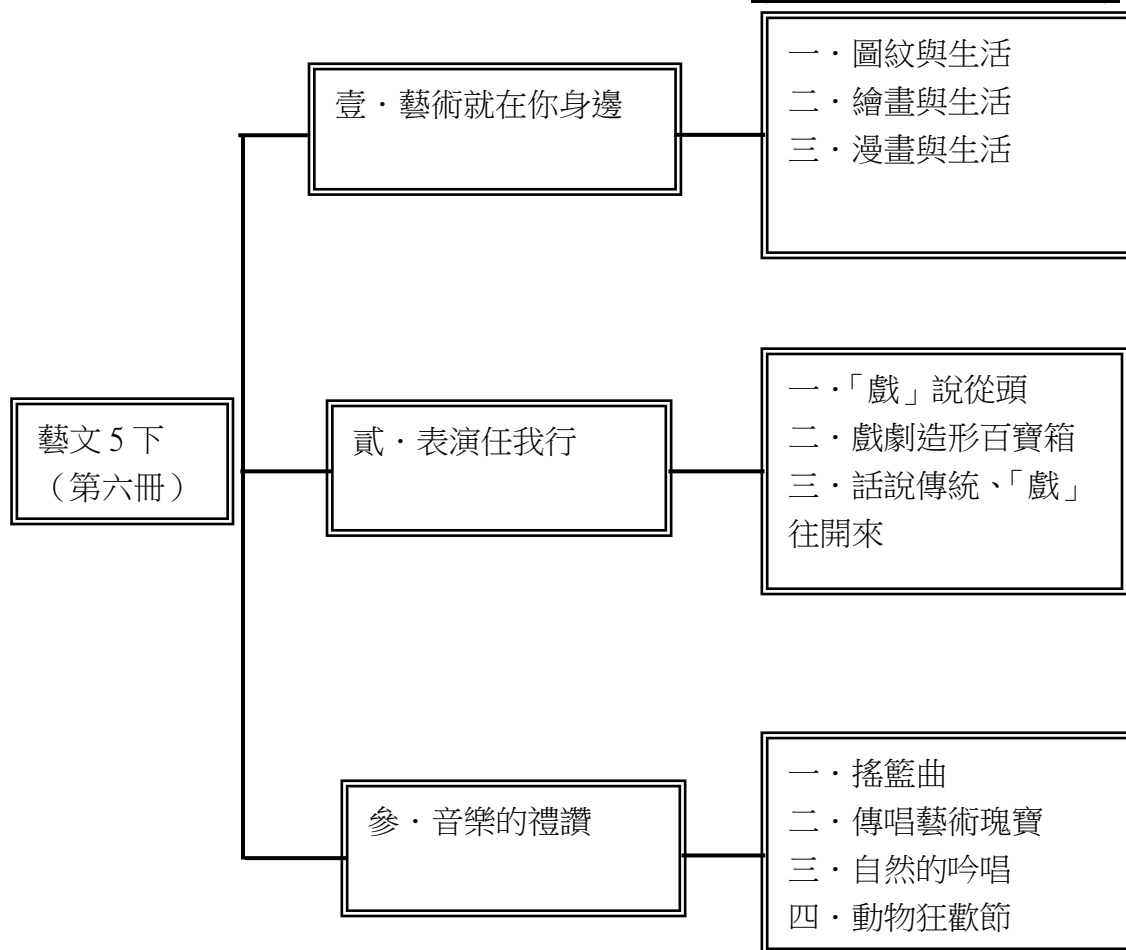 壹．藝術就在你身邊
一．圖紋與生活
二．繪畫與生活
三．漫畫與生活
藝文 5 下
（第六冊）
貳．表演任我行
一．「戲」說從頭
二．戲劇造形百寶箱
三．話說傳統、「戲」
往開來
參．音樂的禮讚
一．搖籃曲
二．傳唱藝術瑰寶
三．自然的吟唱
四．動物狂歡節